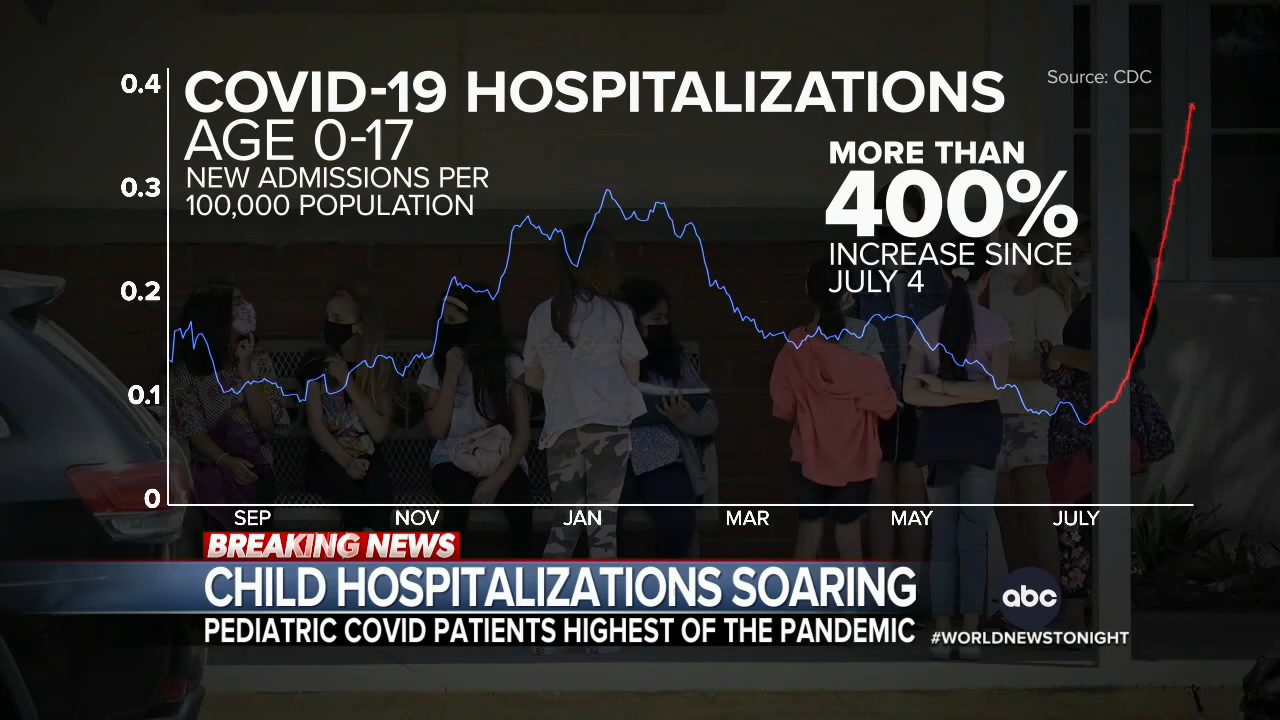 COVID-19 HOSPITALIZATIONS
AGE 0-17
NEW ADMISSIONS PER
100,000 POPULATION
Source: CDC
MORE THAN
400%
INCREASE SINCE
JULY 4
0.4
0.3
0.2
0.1
0
SEP NOV JAN MAR MAY JULY
BREAKING NEWS
CHILD HOSPITALIZATIONS SOARING
PEDIATRIC COVID PATIENTS HIGHEST OF THE PANDEMIC
abc
#WORLDNEWSTONIGHT